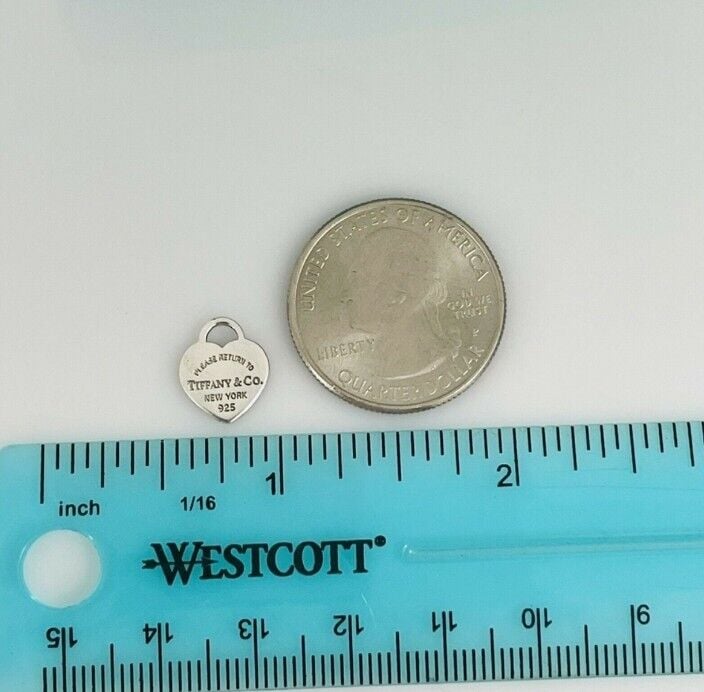 UNITED STATES OF AMERICA
IN
GOD WE
TRUST
P
LIBERTY
QUARTER DOLLAR
PLEASE RETURN TO
TIFFANY & CO.
NEW YORK
925
1 2
inch 1/16
WESTCOTT®
15 14 13 12 11 10 9